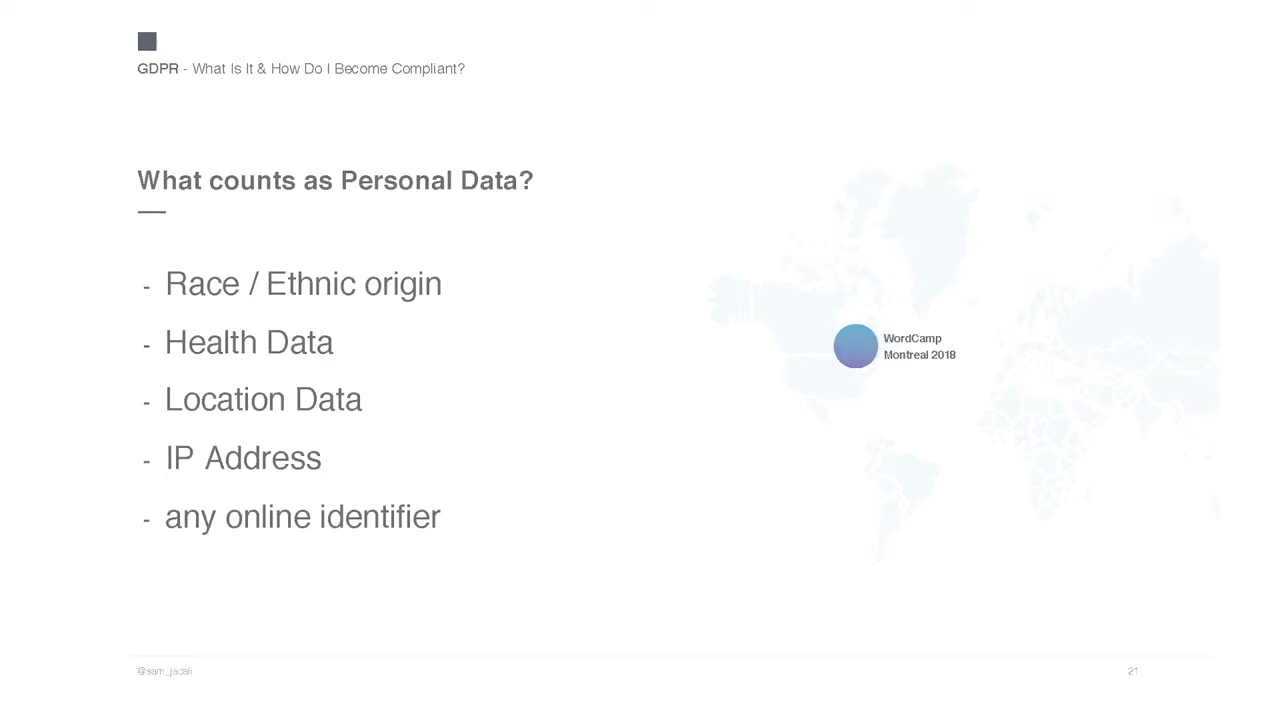 GDPR - What Is It & How Do I Become Compliant?
What counts as Personal Data?
- Race / Ethnic origin
- Health Data
- Location Data
- IP Address
- any online identifier
WordCamp
Montreal 2018
@sam_jadali
21